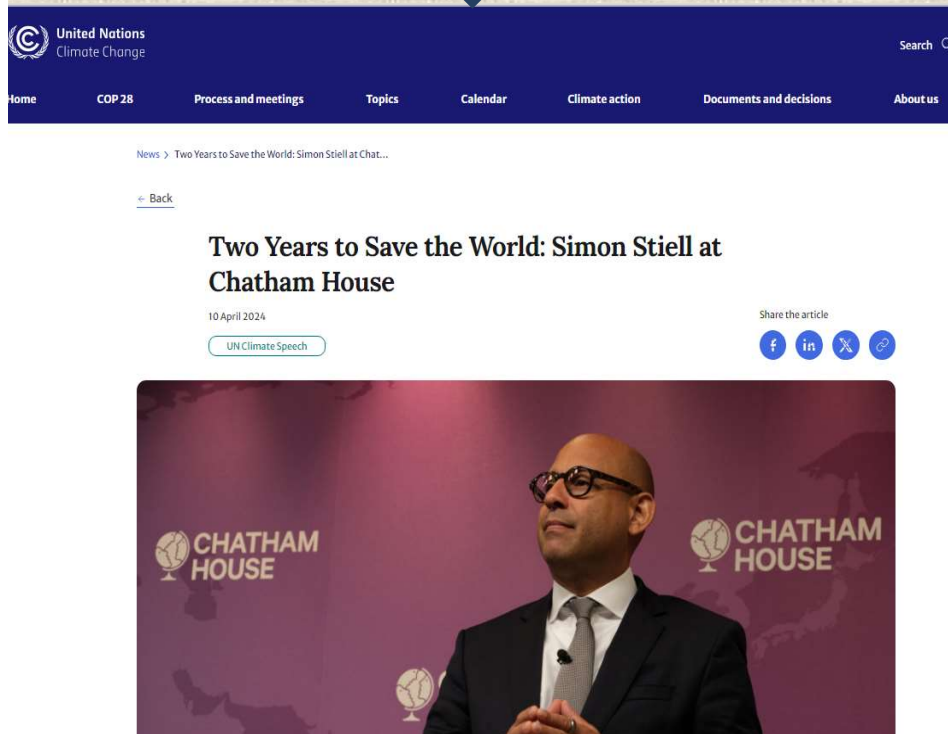 United Nations
Climate Change
Search
Home COP 28 Process and meetings Topics Calendar Climate action Documents and decisions About us
News > Two Years to Save the World: Simon Stiell at Chat...
← Back
Two Years to Save the World: Simon Stiell at
Chatham House
10 April 2024
Share the article
UN Climate Speech
CHATHAM
HOUSE
CHATHAM
HOUSE